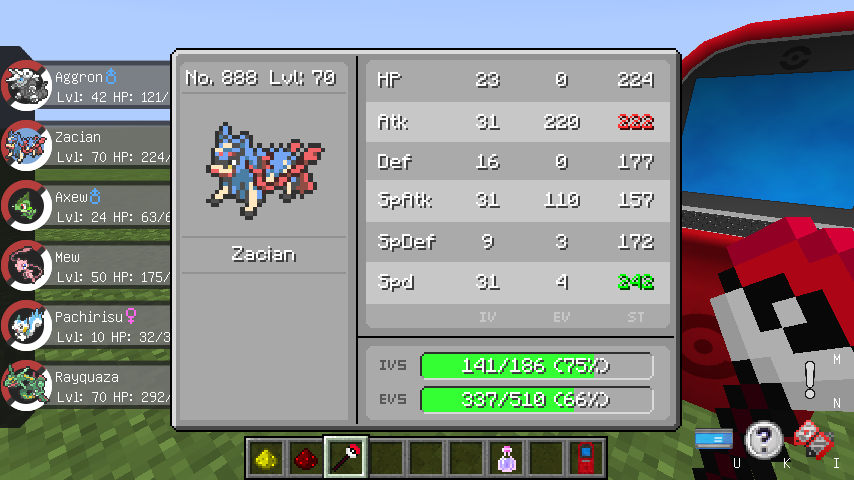 Aggron♂
Lvl: 42 HP: 121/
Zacian
Lvl: 70 HP: 224/
Axew♂
Lvl: 24 HP: 63/6
Mew
Lvl: 50 HP: 175/
Pachirisu♀
Lvl: 10 HP: 32/3
Rayquaza
Lvl: 70 HP: 292/
No. 888 Lvl: 70
Zacian
HP 23 0 224
Atk 31 220 222
Def 16 0 177
SpAtk 31 110 157
SpDef 9 3 172
Spd 31 4 242
IV EV ST
IVS 141/186 (75%)
EVS 337/510 (66%)
M
N
U K I